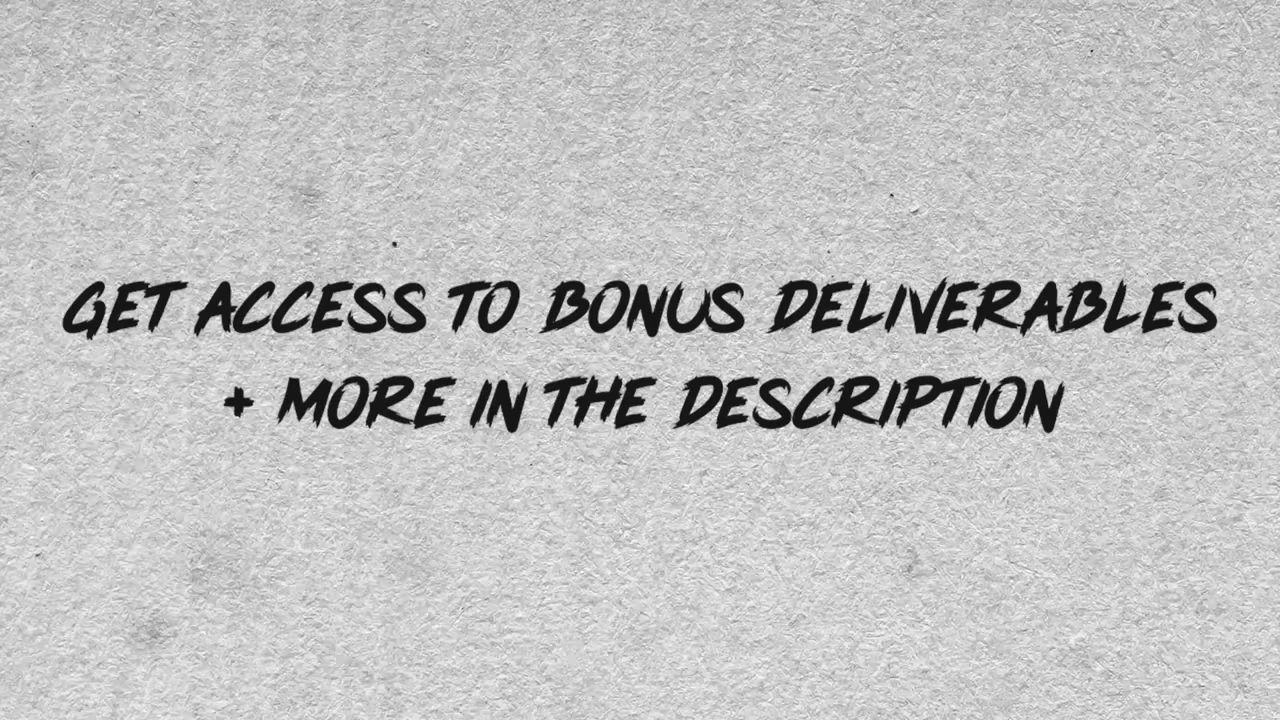 GET ACCESS TO BONUS DELIVERABLES
+ MORE IN THE DESCRIPTION